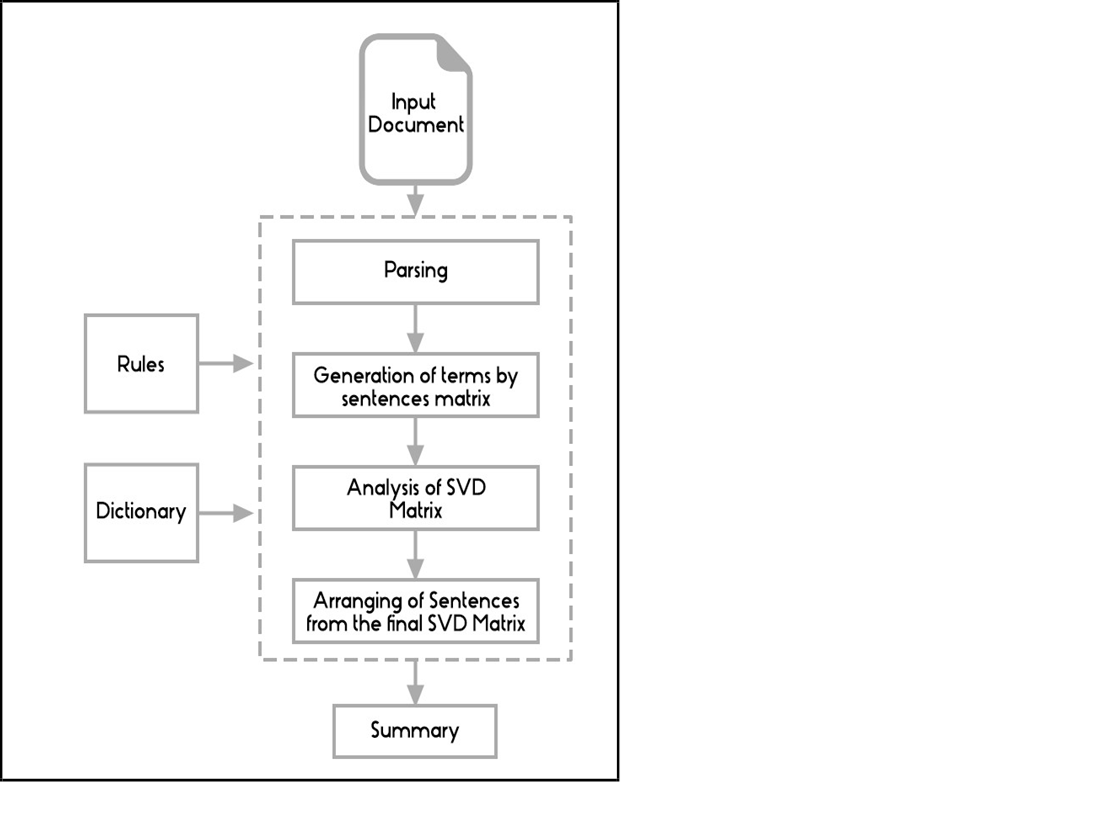 Input
Document
Parsing
Rules
Generation of terms by
sentences matrix
Dictionary
Analysis of SVD
Matrix
Arranging of Sentences
from the final SVD Matrix
Summary